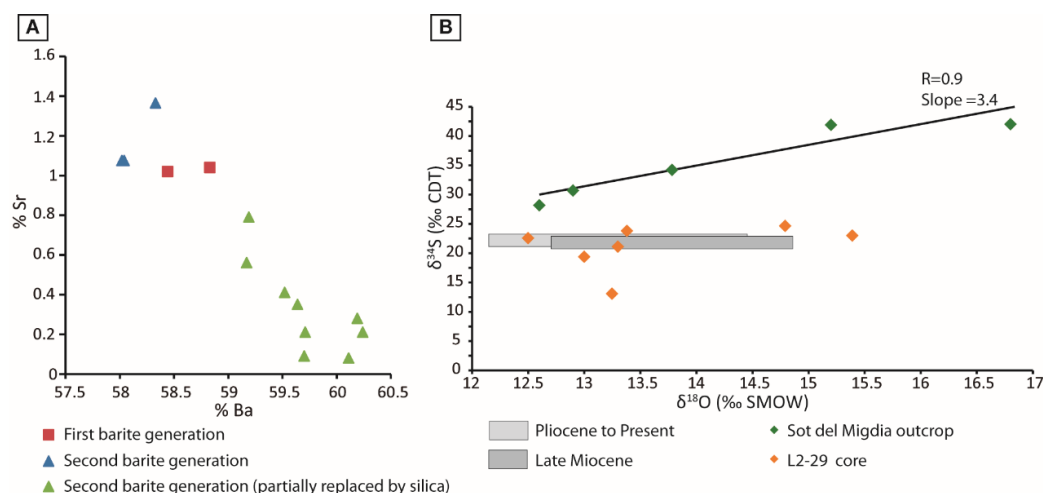 A
% Sr
1.6
1.4
1.2
1
0.8
0.6
0.4
0.2
0
57.5 58 58.5 59 59.5 60 60.5
% Ba
First barite generation
Second barite generation
Second barite generation (partially replaced by silica)
B
R=0.9
Slope =3.4
δ³⁴S (‰ CDT)
45
40
35
30
25
20
15
10
5
0
12 12.5 13 13.5 14 14.5 15 15.5 16 16.5 17
δ¹⁸O (‰ SMOW)
Pliocene to Present
Late Miocene
Sot del Migdia outcrop
L2-29 core